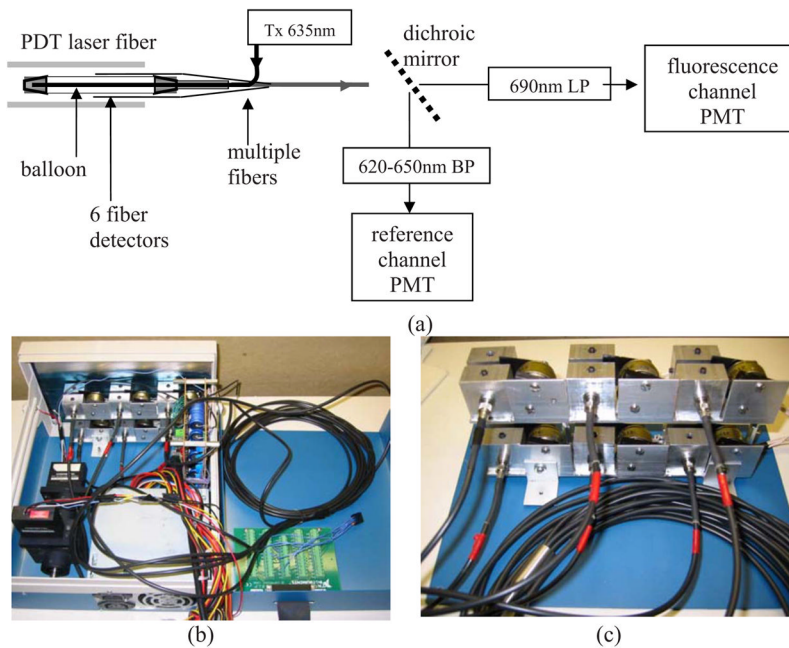 Tx 635nm
PDT laser fiber
dichroic
mirror
690nm LP
fluorescence
channel
PMT
balloon
multiple
fibers
620-650nm BP
6 fiber
detectors
reference
channel
PMT
(a)
(b)
(c)